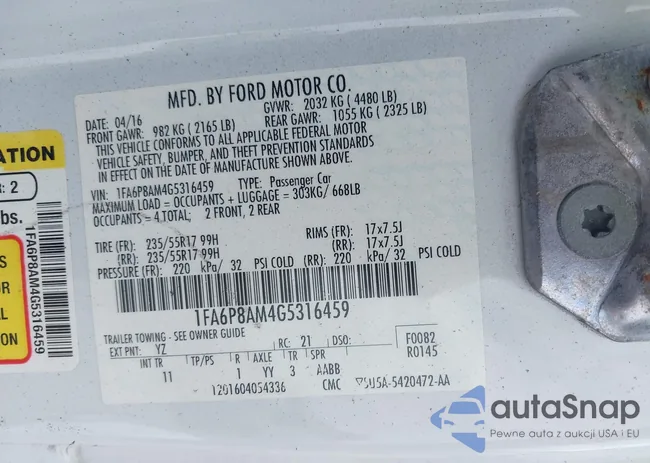 MFD. BY FORD MOTOR CO.
DATE: 04/16 GVWR: 2032 KG ( 4480 LB)
FRONT GAWR: 982 KG ( 2165 LB) REAR GAWR: 1055 KG ( 2325 LB)
THIS VEHICLE CONFORMS TO ALL APPLICABLE FEDERAL MOTOR
VEHICLE SAFETY, BUMPER, AND THEFT PREVENTION STANDARDS
IN EFFECT ON THE DATE OF MANUFACTURE SHOWN ABOVE.
VIN: 1FA6P8AM4G5316459 TYPE: Passenger Car
MAXIMUM LOAD = OCCUPANTS + LUGGAGE = 303KG/ 668LB
OCCUPANTS = 4 TOTAL; 2 FRONT, 2 REAR
TIRE (FR): 235/55R17 99H RIMS (FR): 17x7.5J
(RR): 235/55R17 99H (RR): 17x7.5J
PRESSURE (FR): 220 kPa/ 32 PSI COLD (RR): 220 kPa/ 32 PSI COLD
1FA6P8AM4G5316459
TRAILER TOWING - SEE OWNER GUIDE
EXT PNT: YZ RC: 21 DSO: F0082
R0145
INT TR TP/PS R AXLE TR SPR
11 1 YY 3 AABB
1201604054336 CMC 5U5A-5420472-AA
ATION
R: 2
bs.
S
OR
AL
ON
1FA6P8AM4G5316459
autoSnap
Pewne auta z aukcji USA i EU